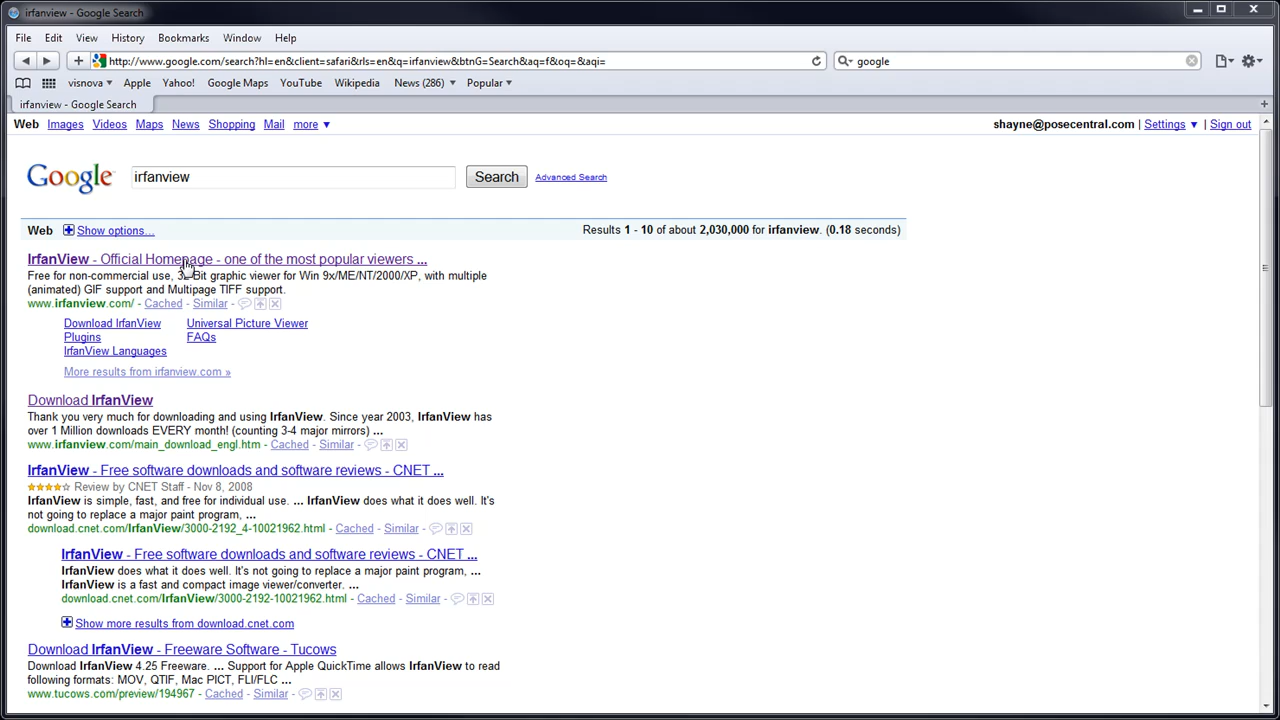 irfanview - Google Search
File Edit View History Bookmarks Window Help
http://www.google.com/search?hl=en&client=safari&rls=en&q=irfanview&btnG=Search&aq=f&oq=&aqi= google
visnova Apple Yahoo! Google Maps YouTube Wikipedia News (286) Popular
irfanview - Google Search
Web Images Videos Maps News Shopping Mail more shayne@posecentral.com | Settings | Sign out
Google irfanview Search Advanced Search
Web Show options... Results 1 - 10 of about 2,030,000 for irfanview. (0.18 seconds)
IrfanView - Official Homepage - one of the most popular viewers ...
Free for non-commercial use, 32-Bit graphic viewer for Win 9x/ME/NT/2000/XP, with multiple
(animated) GIF support and Multipage TIFF support.
www.irfanview.com/ - Cached - Similar -
Download IrfanView Universal Picture Viewer
Plugins FAQs
IrfanView Languages
More results from irfanview.com »
Download IrfanView
Thank you very much for downloading and using IrfanView. Since year 2003, IrfanView has
over 1 Million downloads EVERY month! (counting 3-4 major mirrors) ...
www.irfanview.com/main_download_engl.htm - Cached - Similar -
IrfanView - Free software downloads and software reviews - CNET ...
Review by CNET Staff - Nov 8, 2008
IrfanView is simple, fast, and free for individual use. ... IrfanView does what it does well. It's
not going to replace a major paint program, ...
download.cnet.com/IrfanView/3000-2192_4-10021962.html - Cached - Similar -
IrfanView - Free software downloads and software reviews - CNET ...
IrfanView does what it does well. It's not going to replace a major paint program, ...
IrfanView is a fast and compact image viewer/converter. ...
download.cnet.com/IrfanView/3000-2192-10021962.html - Cached - Similar -
Show more results from download.cnet.com
Download IrfanView - Freeware Software - Tucows
Download IrfanView 4.25 Freeware. ... Support for Apple QuickTime allows IrfanView to read
following formats: MOV, QTIF, Mac PICT, FLI/FLC ...
www.tucows.com/preview/194967 - Cached - Similar -